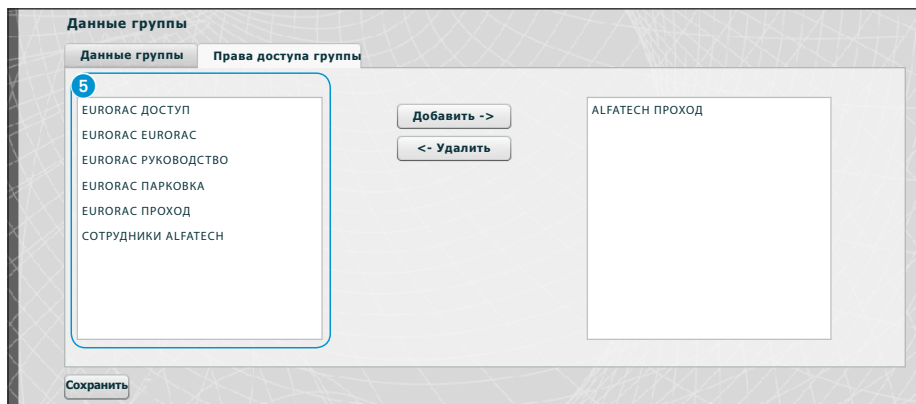 Данные группы
Данные группы
Права доступа группы
5
EURORAC ДОСТУП
EURORAC EURORAC
EURORAC РУКОВОДСТВО
EURORAC ПАРКОВКА
EURORAC ПРОХОД
СОТРУДНИКИ ALFATECH
Добавить ->
<- Удалить
ALFATECH ПРОХОД
Сохранить